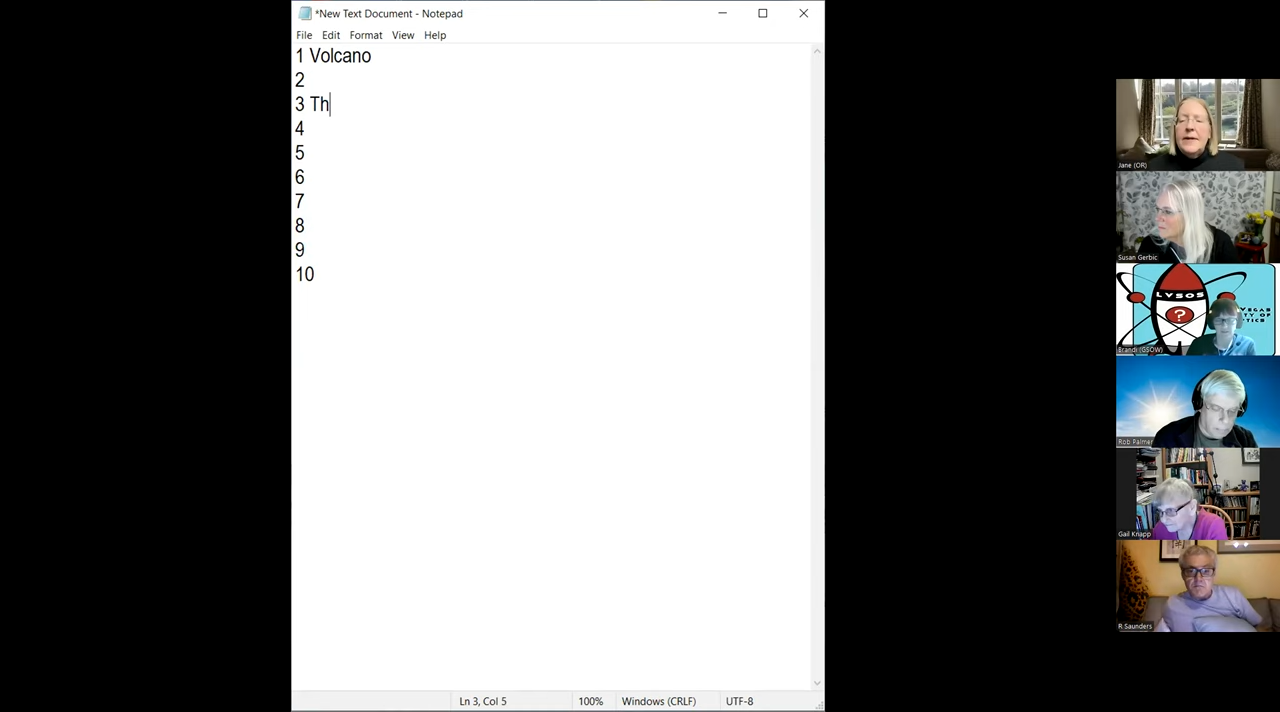 *New Text Document - Notepad
File Edit Format View Help
1 Volcano
2
3 Th
4
5
6
7
8
9
10
Ln 3, Col 5 100% Windows (CRLF) UTF-8
Jane (OR)
Susan Gerbic
LVSOS
?
Brandi (GSOW)
Rob Palmer
Gail Knapp
R Saunders